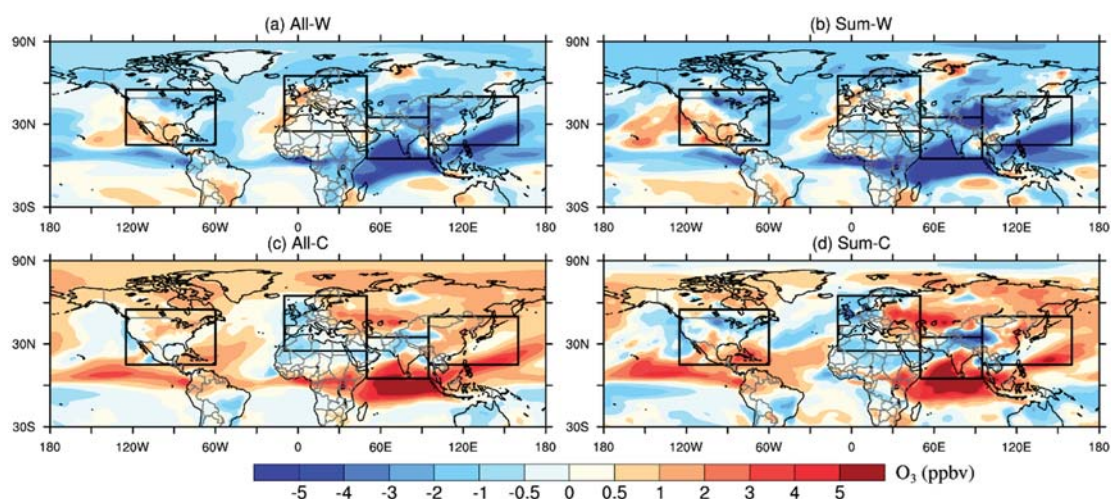 (a) All-W
(b) Sum-W
90N
90N
30N
30N
30S
30S
180
120W
60W
0
60E
120E
180
180
120W
60W
0
60E
120E
180
(c) All-C
(d) Sum-C
90N
90N
30N
30N
30S
30S
180
120W
60W
0
60E
120E
180
180
120W
60W
0
60E
120E
180
-5 -4 -3 -2 -1 -0.5 0 0.5 1 2 3 4 5 O₃ (ppbv)